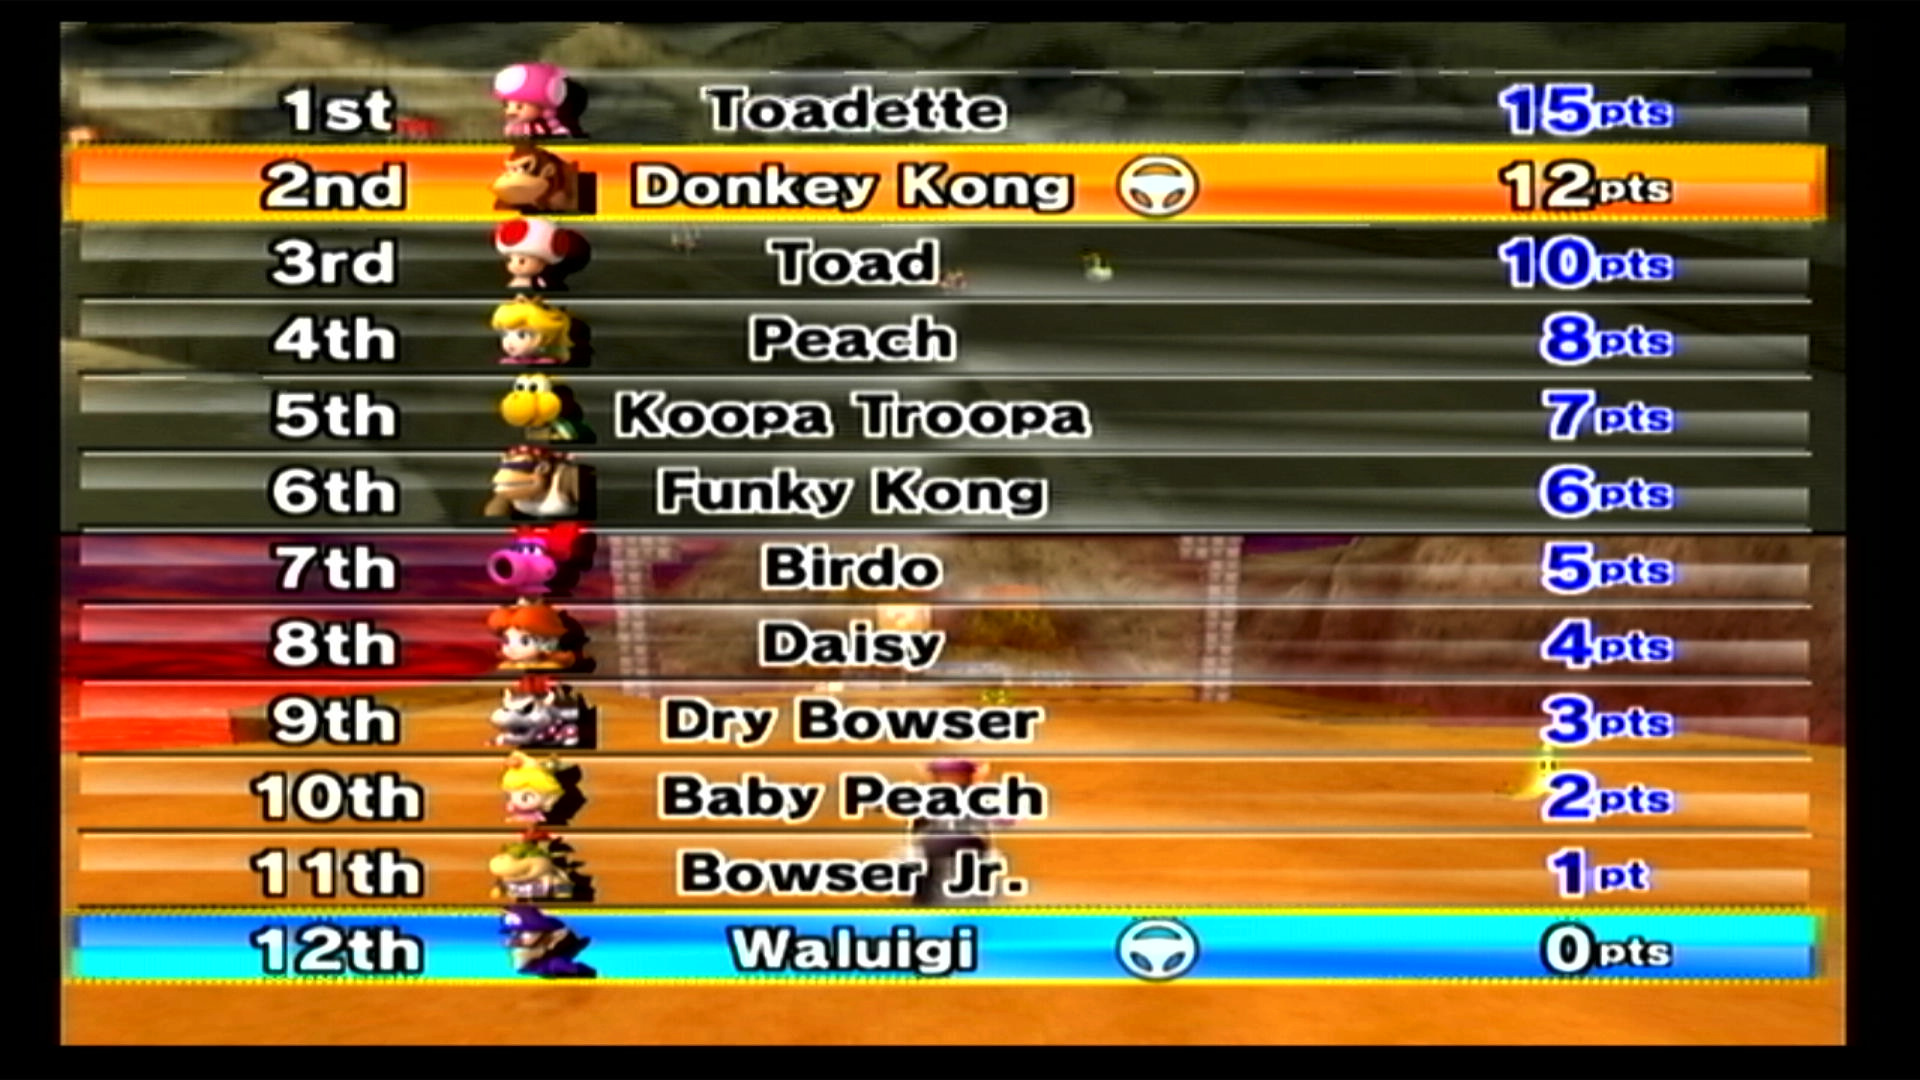 1st Toadette 15pts
2nd Donkey Kong 12pts
3rd Toad 10pts
4th Peach 8pts
5th Koopa Troopa 7pts
6th Funky Kong 6pts
7th Birdo 5pts
8th Daisy 4pts
9th Dry Bowser 3pts
10th Baby Peach 2pts
11th Bowser Jr. 1pt
12th Waluigi 0pts